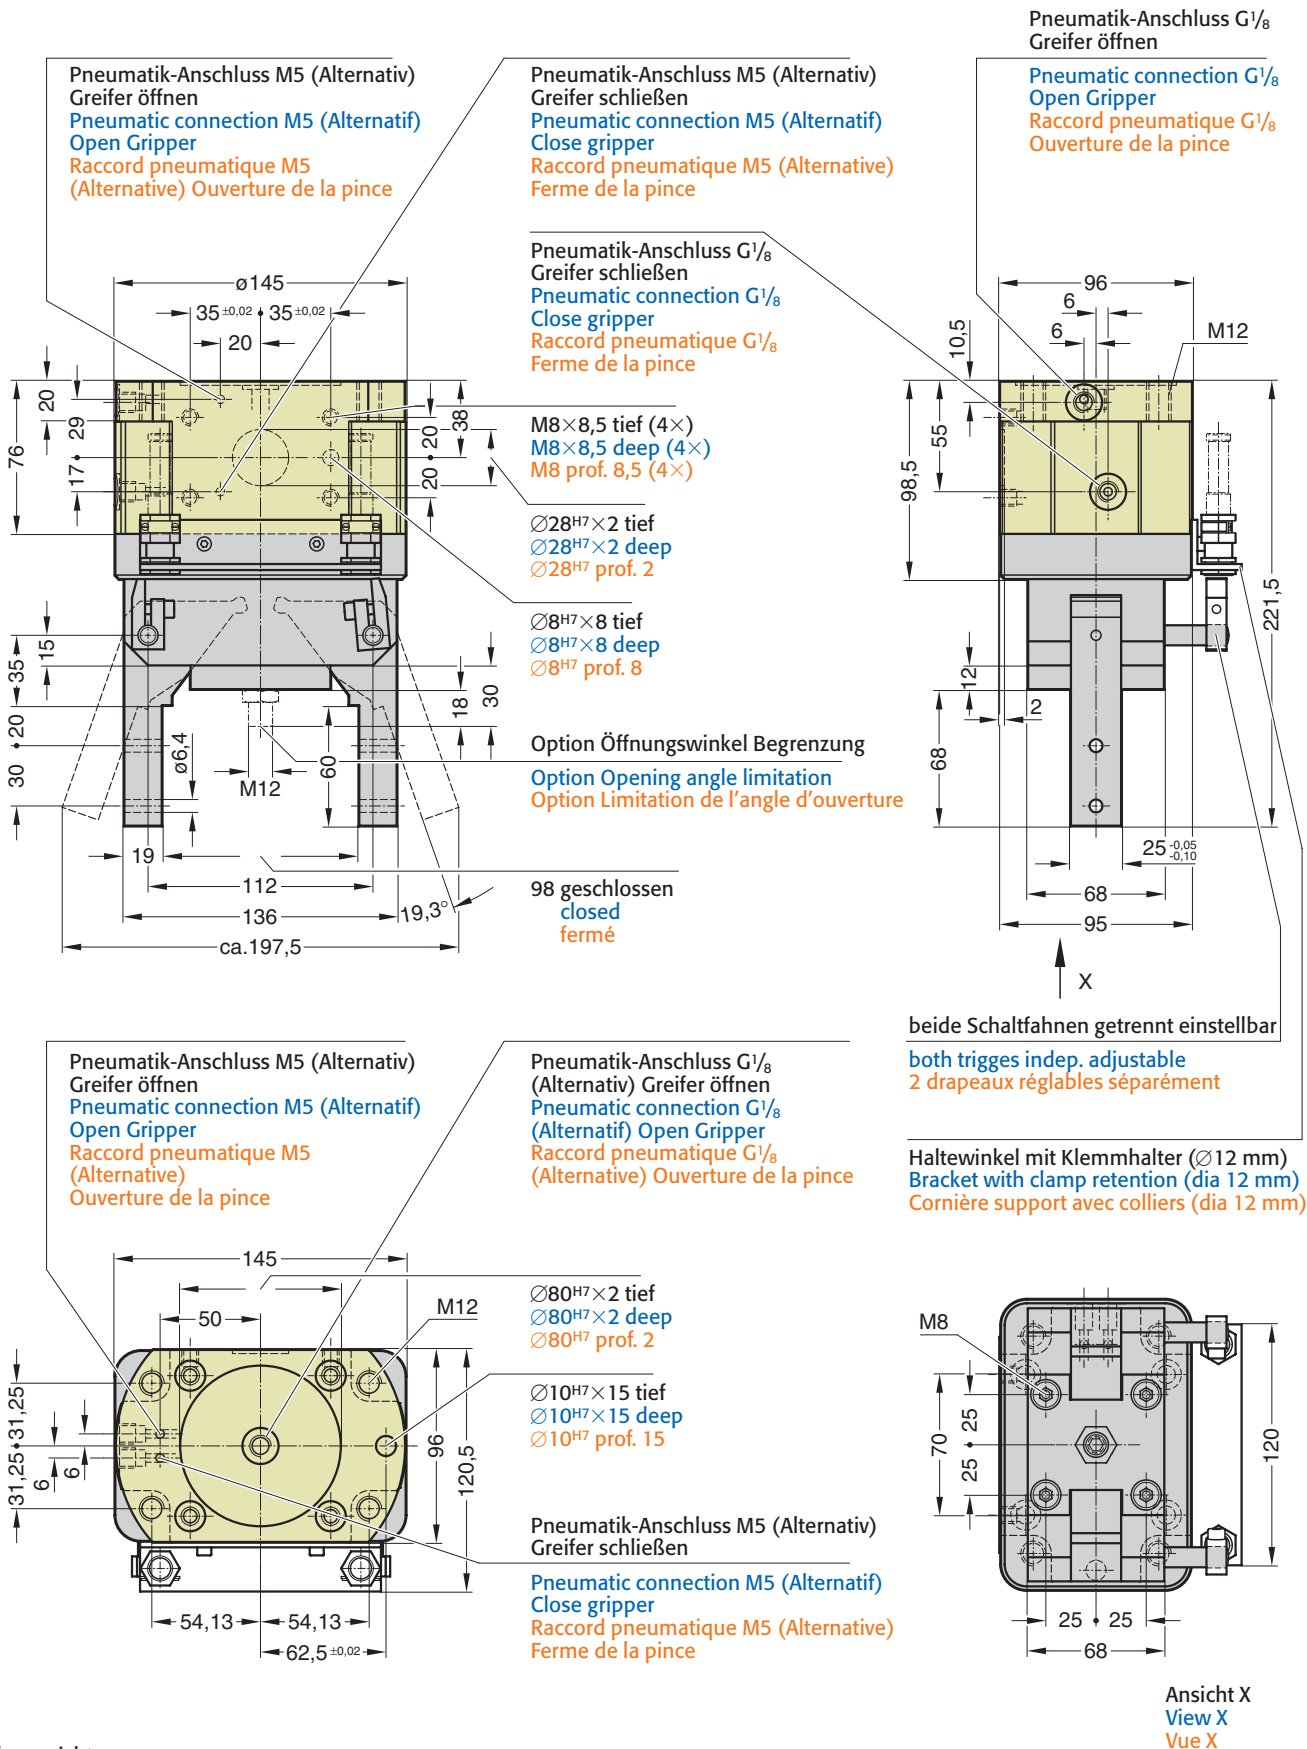 Pneumatik-Anschluss G1/8
Greifer öffnen
Pneumatic connection G1/8
Open Gripper
Raccord pneumatique G1/8
Ouverture de la pince
Pneumatik-Anschluss M5 (Alternativ)
Greifer öffnen
Pneumatic connection M5 (Alternatif)
Open Gripper
Raccord pneumatique M5
(Alternative) Ouverture de la pince
Pneumatik-Anschluss M5 (Alternativ)
Greifer schließen
Pneumatic connection M5 (Alternatif)
Close gripper
Raccord pneumatique M5 (Alternative)
Ferme de la pince
Pneumatik-Anschluss G1/8
Greifer schließen
Pneumatic connection G1/8
Close gripper
Raccord pneumatique G1/8
Ferme de la pince
ø145
35 ±0,02
35 ±0,02
20
20
29
76
17
38
20
20
M8×8,5 tief (4×)
M8×8,5 deep (4×)
M8 prof. 8,5 (4×)
Ø28H7×2 tief
Ø28H7×2 deep
Ø28H7 prof. 2
Ø8H7×8 tief
Ø8H7×8 deep
Ø8H7 prof. 8
15
35
20
30
ø6,4
M12
60
18
30
Option Öffnungswinkel Begrenzung
Option Opening angle limitation
Option Limitation de l'angle d'ouverture
19
112
136
19,3°
ca.197,5
98 geschlossen
closed
fermé
96
6
6
10,5
M12
55
98,5
221,5
12
2
68
25 -0,05 -0,10
68
95
X
beide Schaltfahnen getrennt einstellbar
both trigges indep. adjustable
2 drapeaux réglables séparément
Haltewinkel mit Klemmhalter (Ø12 mm)
Bracket with clamp retention (dia 12 mm)
Cornière support avec colliers (dia 12 mm)
Pneumatik-Anschluss M5 (Alternativ)
Greifer öffnen
Pneumatic connection M5 (Alternatif)
Open Gripper
Raccord pneumatique M5
(Alternative)
Ouverture de la pince
Pneumatik-Anschluss G1/8
(Alternativ) Greifer öffnen
Pneumatic connection G1/8
(Alternatif) Open Gripper
Raccord pneumatique G1/8
(Alternative) Ouverture de la pince
145
50
M12
Ø80H7×2 tief
Ø80H7×2 deep
Ø80H7 prof. 2
Ø10H7×15 tief
Ø10H7×15 deep
Ø10H7 prof. 15
31,25
31,25
6
6
96
120,5
Pneumatik-Anschluss M5 (Alternativ)
Greifer schließen
Pneumatic connection M5 (Alternatif)
Close gripper
Raccord pneumatique M5 (Alternative)
Ferme de la pince
54,13
54,13
62,5 ±0,02
M8
70
25
25
120
25
25
68
Ansicht X
View X
Vue X